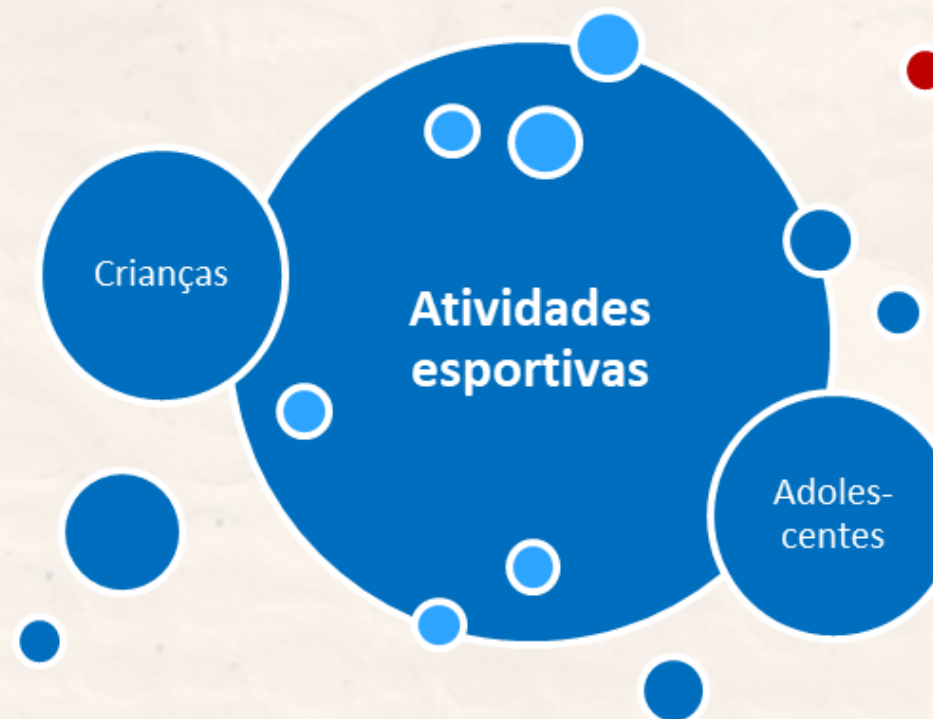 Crianças
Atividades
esportivas
Adoles-
centes